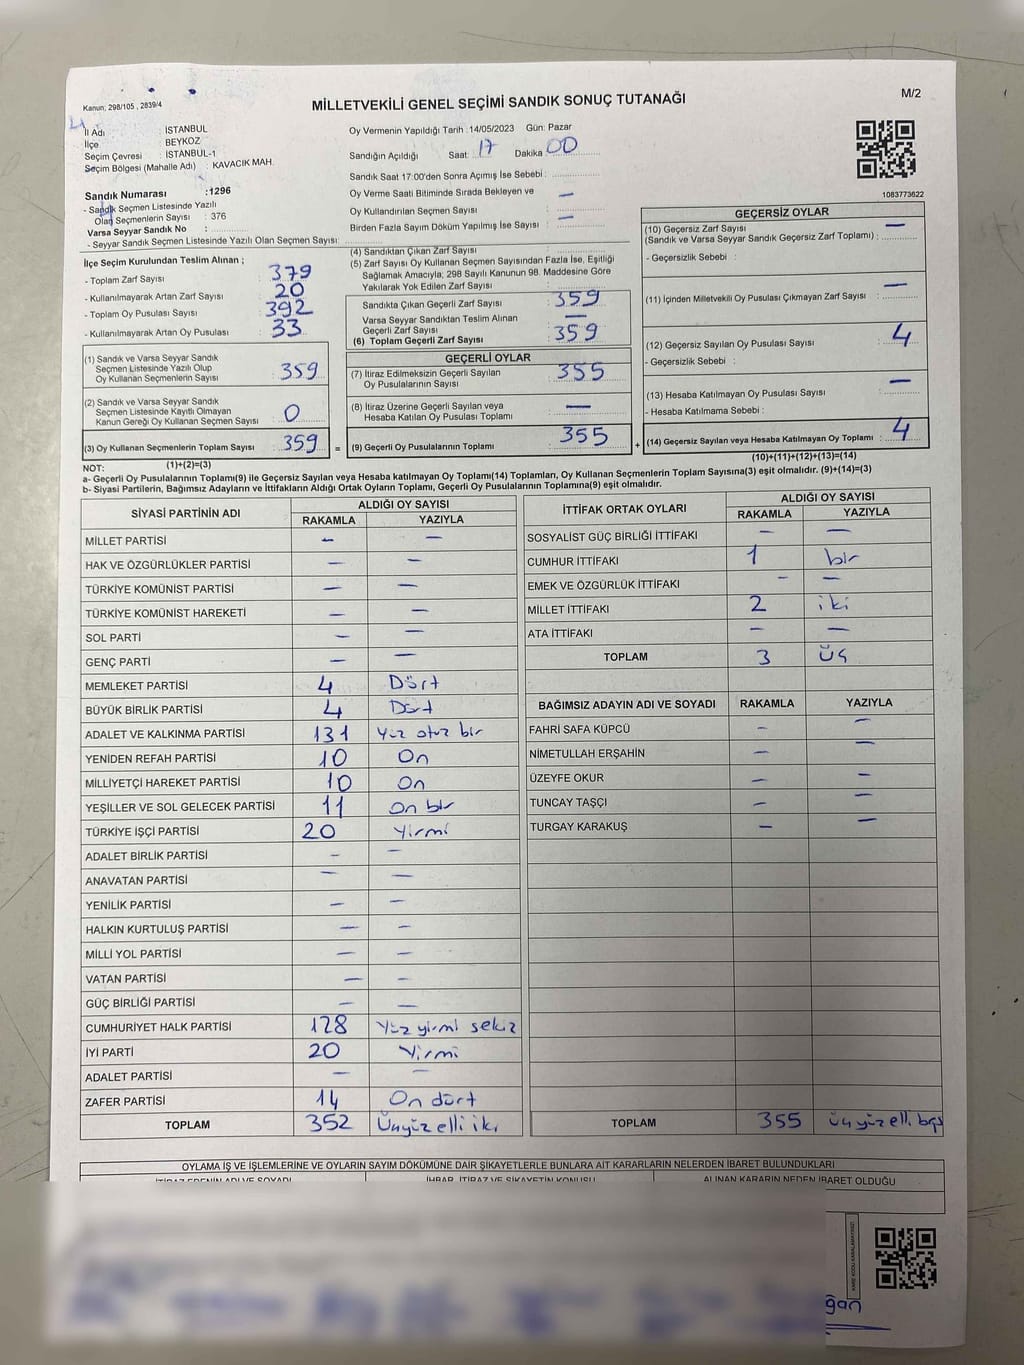 Kanun, 298/105 , 2839/4
MİLLETVEKİLİ GENEL SEÇİMİ SANDIK SONUÇ TUTANAĞI
M/2
İl Adı : İSTANBUL
İlçe : BEYKOZ
Seçim Çevresi : İSTANBUL-1
Seçim Bölgesi (Mahalle Adı) : KAVACIK MAH.
Sandık Numarası :1296
- Sandık Seçmen Listesinde Yazılı
Olan Seçmenlerin Sayısı : 376
Varsa Seyyar Sandık No :
- Seyyar Sandık Seçmen Listesinde Yazılı Olan Seçmen Sayısı:
Oy Vermenin Yapıldığı Tarih :14/05/2023 Gün: Pazar
Sandığın Açıldığı Saat: 17 Dakika 00
Sandık Saat 17:00'den Sonra Açımış İse Sebebi :
Oy Verme Saati Bitiminde Sırada Bekleyen ve
Oy Kullandırılan Seçmen Sayısı : —
Birden Fazla Sayım Döküm Yapılmış İse Sayısı : —
1083773622
İlçe Seçim Kurulundan Teslim Alınan ;
- Toplam Zarf Sayısı : 379
- Kullanılmayarak Artan Zarf Sayısı : 20
- Toplam Oy Pusulası Sayısı : 392
- Kullanılmayarak Artan Oy Pusulası : 33
(4) Sandıktan Çıkan Zarf Sayısı :
(5) Zarf Sayısı Oy Kullanan Seçmen Sayısından Fazla İse, Eşitliği
Sağlamak Amacıyla; 298 Sayılı Kanunun 98. Maddesine Göre
Yakılarak Yok Edilen Zarf Sayısı :
Sandıkta Çıkan Geçerli Zarf Sayısı : 359
Varsa Seyyar Sandıktan Teslim Alınan
Geçerli Zarf Sayısı : —
(6) Toplam Geçerli Zarf Sayısı : 359
GEÇERSİZ OYLAR
(10) Geçersiz Zarf Sayısı —
(Sandık ve Varsa Seyyar Sandık Geçersiz Zarf Toplamı) :
- Geçersizlik Sebebi :
(11) İçinden Milletvekili Oy Pusulası Çıkmayan Zarf Sayısı : —
(12) Geçersiz Sayılan Oy Pusulası Sayısı : 4
- Geçersizlik Sebebi :
(13) Hesaba Katılmayan Oy Pusulası Sayısı : —
- Hesaba Katılmama Sebebi :
(14) Geçersiz Sayılan veya Hesaba Katılmayan Oy Toplamı : 4
(10)+(11)+(12)+(13)=(14)
(1) Sandık ve Varsa Seyyar Sandık
Seçmen Listesinde Yazılı Olup
Oy Kullanan Seçmenlerin Sayısı : 359
(2) Sandık ve Varsa Seyyar Sandık
Seçmen Listesinde Kayıtlı Olmayan
Kanun Gereği Oy Kullanan Seçmen Sayısı : 0
(3) Oy Kullanan Seçmenlerin Toplam Sayısı : 359 =
(1)+(2)=(3)
GEÇERLİ OYLAR
(7) İtiraz Edilmeksizin Geçerli Sayılan
Oy Pusulalarının Sayısı : 355
(8) İtiraz Üzerine Geçerli Sayılan veya
Hesaba Katılan Oy Pusulası Toplamı : —
(9) Geçerli Oy Pusulalarının Toplamı : 355 +
NOT:
a- Geçerli Oy Pusulalarının Toplamı(9) ile Geçersiz Sayılan veya Hesaba katılmayan Oy Toplamı(14) Toplamları, Oy Kullanan Seçmenlerin Toplam Sayısına(3) eşit olmalıdır. (9)+(14)=(3)
b- Siyasi Partilerin, Bağımsız Adayların ve İttifakların Aldığı Ortak Oyların Toplamı, Geçerli Oy Pusulalarının Toplamına(9) eşit olmalıdır.
SİYASİ PARTİNİN ADI ALDIĞI OY SAYISI
RAKAMLA YAZIYLA
MİLLET PARTİSİ — —
HAK VE ÖZGÜRLÜKLER PARTİSİ — —
TÜRKİYE KOMÜNİST PARTİSİ — —
TÜRKİYE KOMÜNİST HAREKETİ — —
SOL PARTİ — —
GENÇ PARTİ — —
MEMLEKET PARTİSİ 4 Dört
BÜYÜK BİRLİK PARTİSİ 4 Dört
ADALET VE KALKINMA PARTİSİ 131 Yüz otuz bir
YENİDEN REFAH PARTİSİ 10 On
MİLLİYETÇİ HAREKET PARTİSİ 10 On
YEŞİLLER VE SOL GELECEK PARTİSİ 11 On bir
TÜRKİYE İŞÇİ PARTİSİ 20 Yirmi
ADALET BİRLİK PARTİSİ — —
ANAVATAN PARTİSİ — —
YENİLİK PARTİSİ — —
HALKIN KURTULUŞ PARTİSİ — —
MİLLİ YOL PARTİSİ — —
VATAN PARTİSİ — —
GÜÇ BİRLİĞİ PARTİSİ — —
CUMHURİYET HALK PARTİSİ 128 Yüz yirmi sekiz
İYİ PARTİ 20 Yirmi
ADALET PARTİSİ — —
ZAFER PARTİSİ 14 On dört
TOPLAM 352 Üçyüz elli iki
İTTİFAK ORTAK OYLARI ALDIĞI OY SAYISI
RAKAMLA YAZIYLA
SOSYALİST GÜÇ BİRLİĞİ İTTİFAKI — —
CUMHUR İTTİFAKI 1 bir
EMEK VE ÖZGÜRLÜK İTTİFAKI — —
MİLLET İTTİFAKI 2 iki
ATA İTTİFAKI — —
TOPLAM 3 Üç
BAĞIMSIZ ADAYIN ADI VE SOYADI RAKAMLA YAZIYLA
FAHRİ SAFA KÜPCÜ — —
NİMETULLAH ERŞAHİN — —
ÜZEYFE OKUR — —
TUNCAY TAŞÇI — —
TURGAY KARAKUŞ — —
TOPLAM 355 üçyüz elli beş
OYLAMA İŞ VE İŞLEMLERİNE VE OYLARIN SAYIM DÖKÜMÜNE DAİR ŞİKAYETLERLE BUNLARA AİT KARARLARIN NELERDEN İBARET BULUNDUKLARI
İTİRAZ EDENİN ADI VE SOYADI İHBAR, İTİRAZ VE ŞİKAYETİN KONUSU ALINAN KARARIN NEDEN İBARET OLDUĞU
KARE KODU KARALAMAYINIZ!